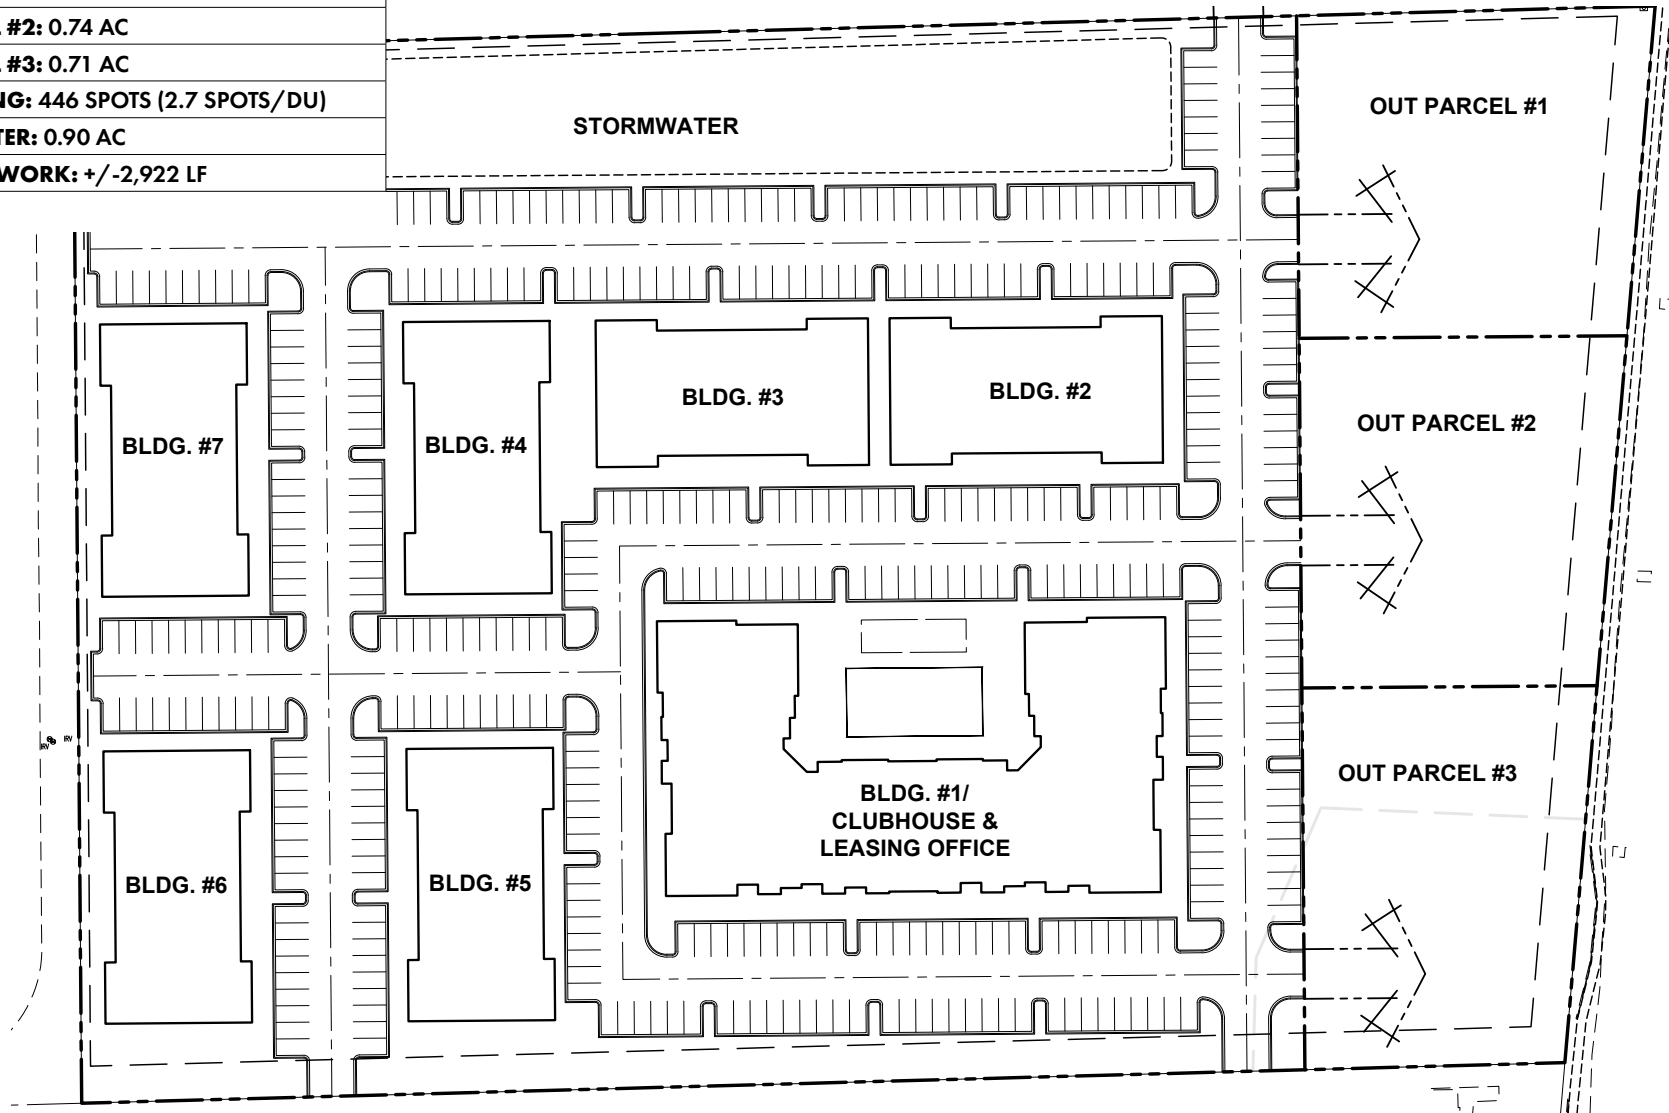 #2: 0.74 AC
#3: 0.71 AC
NG: 446 SPOTS (2.7 SPOTS/DU)
TER: 0.90 AC
WORK: +/-2,922 LF
STORMWATER
OUT PARCEL #1
BLDG. #7
BLDG. #4
BLDG. #3
BLDG. #2
OUT PARCEL #2
IRV
IRV
BLDG. #6
BLDG. #5
BLDG. #1/
CLUBHOUSE &
LEASING OFFICE
OUT PARCEL #3